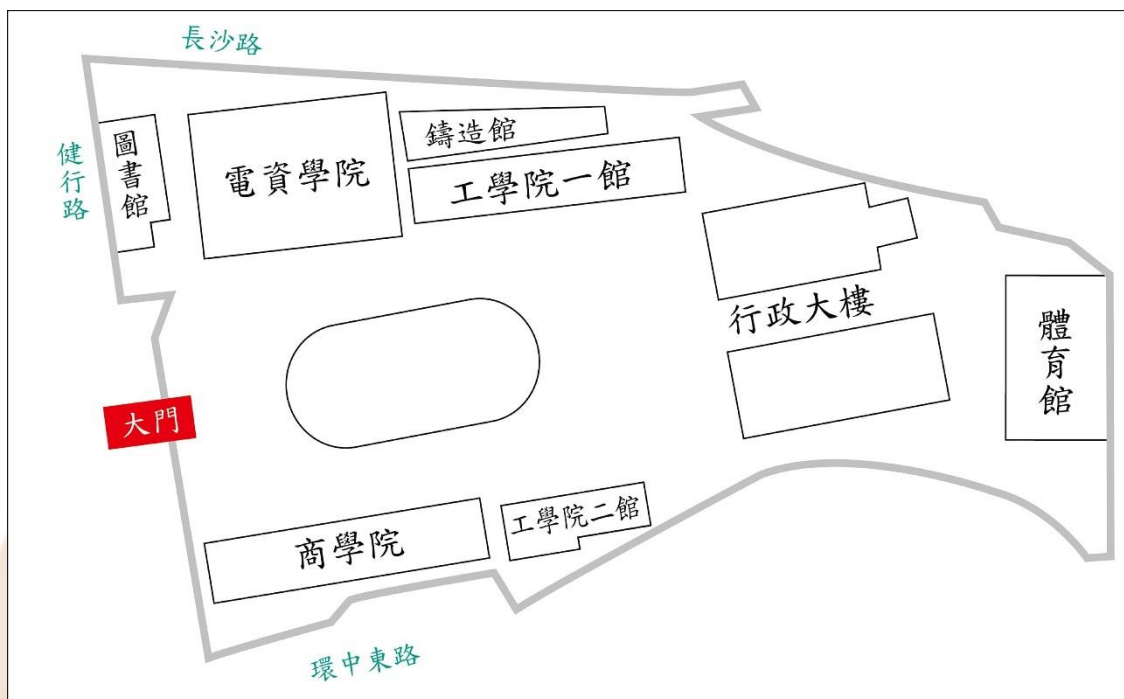 長沙路
健行路
圖書館
電資學院
鑄造館
工學院一館
行政大樓
體育館
大門
商學院
工學院二館
環中東路